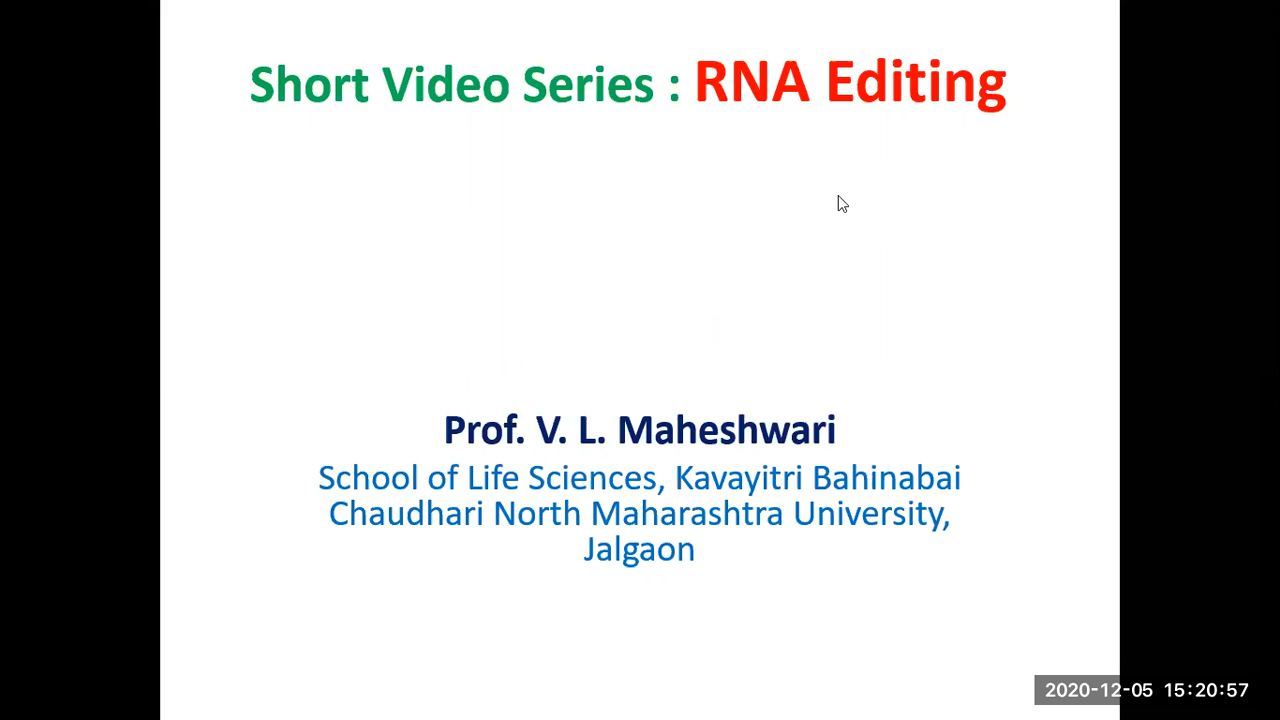 Short Video Series : RNA Editing
Prof. V. L. Maheshwari
School of Life Sciences, Kavayitri Bahinabai
Chaudhari North Maharashtra University,
Jalgaon
2020-12-05 15:20:57